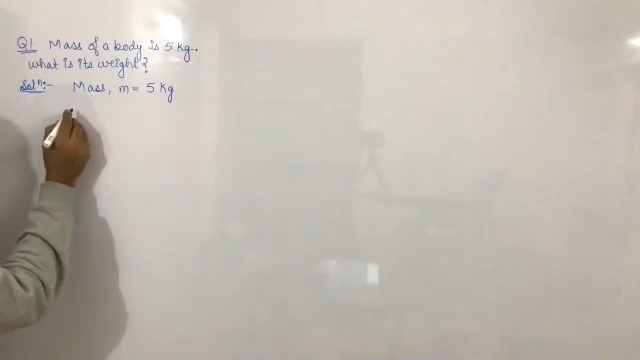 Q1. Mass of a body is 5 kg.
what is its weight?
Solⁿ:- Mass, m = 5 kg